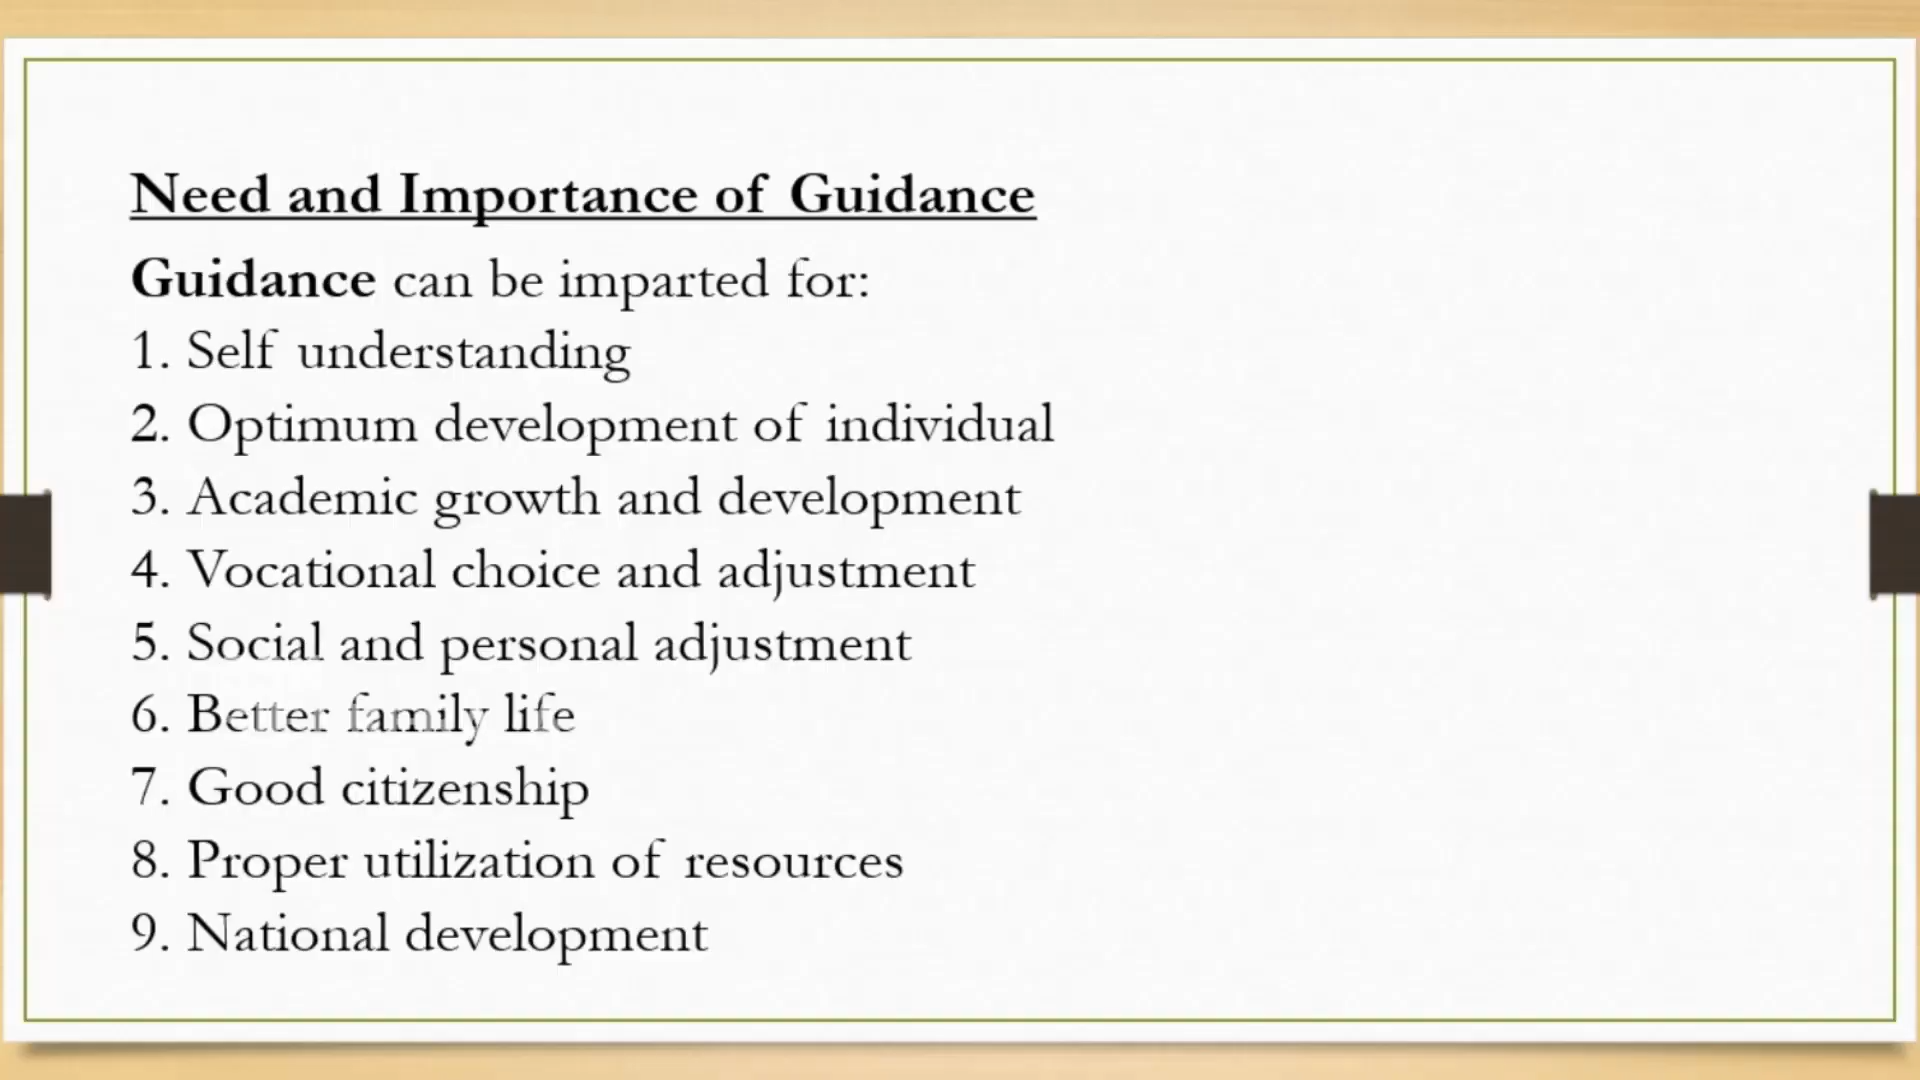 Need and Importance of Guidance
Guidance can be imparted for:
1. Self understanding
2. Optimum development of individual
3. Academic growth and development
4. Vocational choice and adjustment
5. Social and personal adjustment
6. Better family life
7. Good citizenship
8. Proper utilization of resources
9. National development